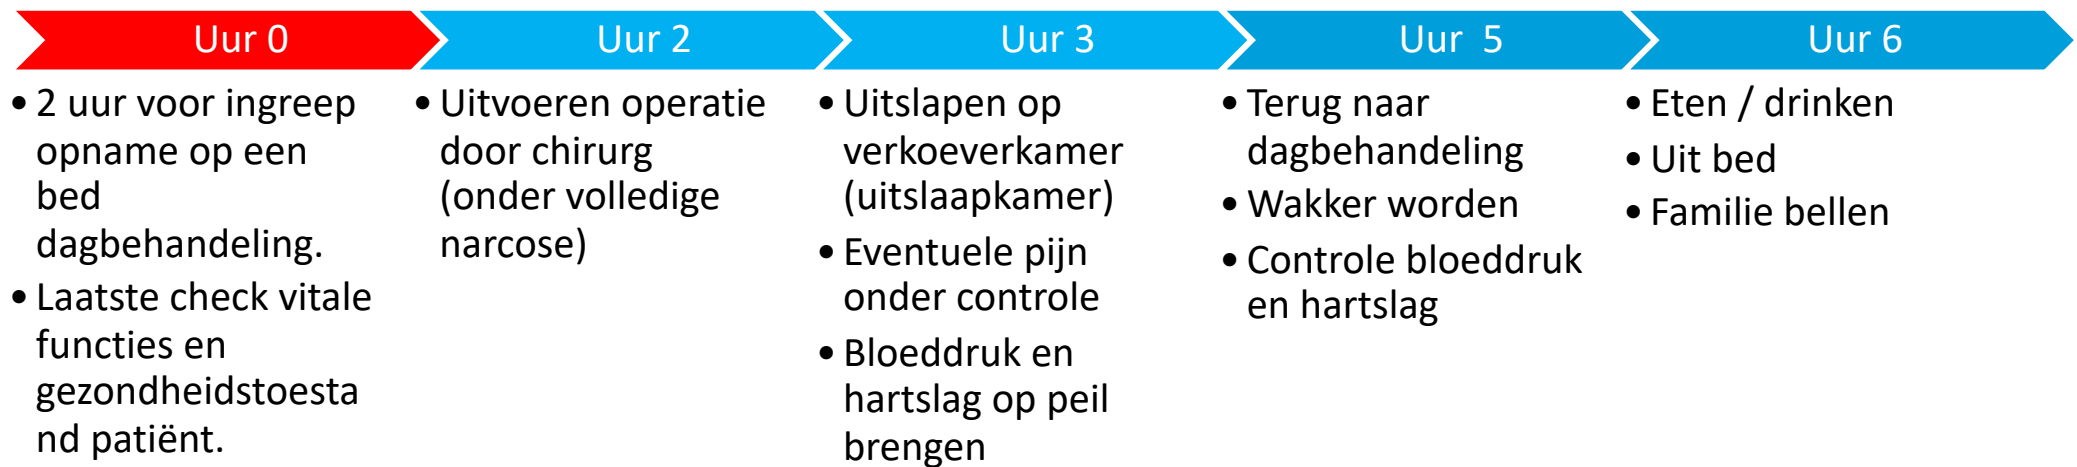 Uur 0
Uur 2
Uur 3
Uur 5
Uur 6
• 2 uur voor ingreep
opname op een
bed
dagbehandeling.
• Laatste check vitale
functies en
gezondheidstoesta
nd patiënt.
• Uitvoeren operatie
door chirurg
(onder volledige
narcose)
• Uitslapen op
verkoeverkamer
(uitslaapkamer)
• Eventuele pijn
onder controle
• Bloeddruk en
hartslag op peil
brengen
• Terug naar
dagbehandeling
• Wakker worden
• Controle bloeddruk
en hartslag
• Eten / drinken
• Uit bed
• Familie bellen